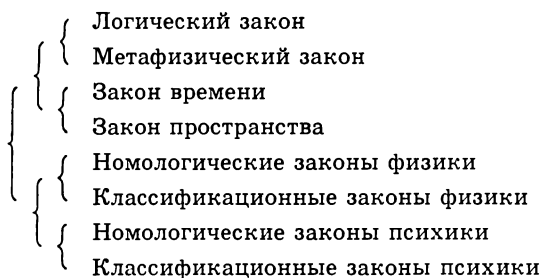 Логический закон
Метафизический закон
Закон времени
Закон пространства
Номологические законы физики
Классификационные законы физики
Номологические законы психики
Классификационные законы психики